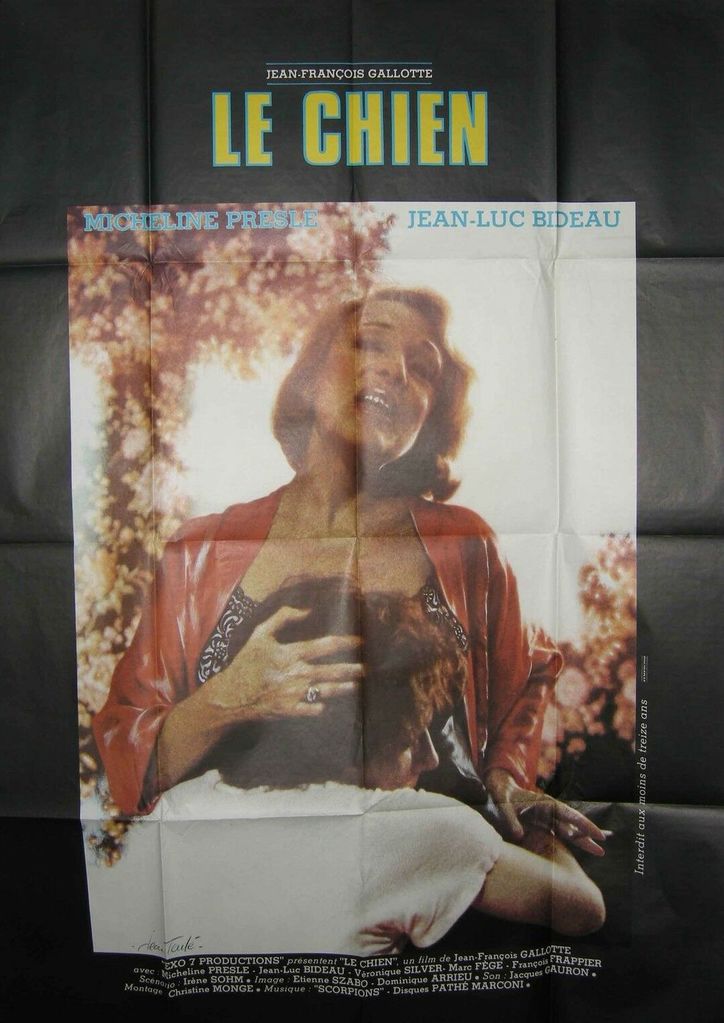 JEAN-FRANÇOIS GALLOTTE
LE CHIEN
MICHELINE PRESLE JEAN-LUC BIDEAU
Interdit aux moins de treize ans
- Jean Teulé -
"EXO 7 PRODUCTIONS" présentent "LE CHIEN", un film de Jean-François GALLOTTE
avec : Micheline PRESLE - Jean-Luc BIDEAU - Véronique SILVER - Marc FÈGE - François FRAPPIER
Scénario : Irène SOHM • Image : Etienne SZABO - Dominique ARRIEU • Son : Jacques GAURON •
Montage : Christine MONGE • Musique : "SCORPIONS" - Disques PATHÉ MARCONI •